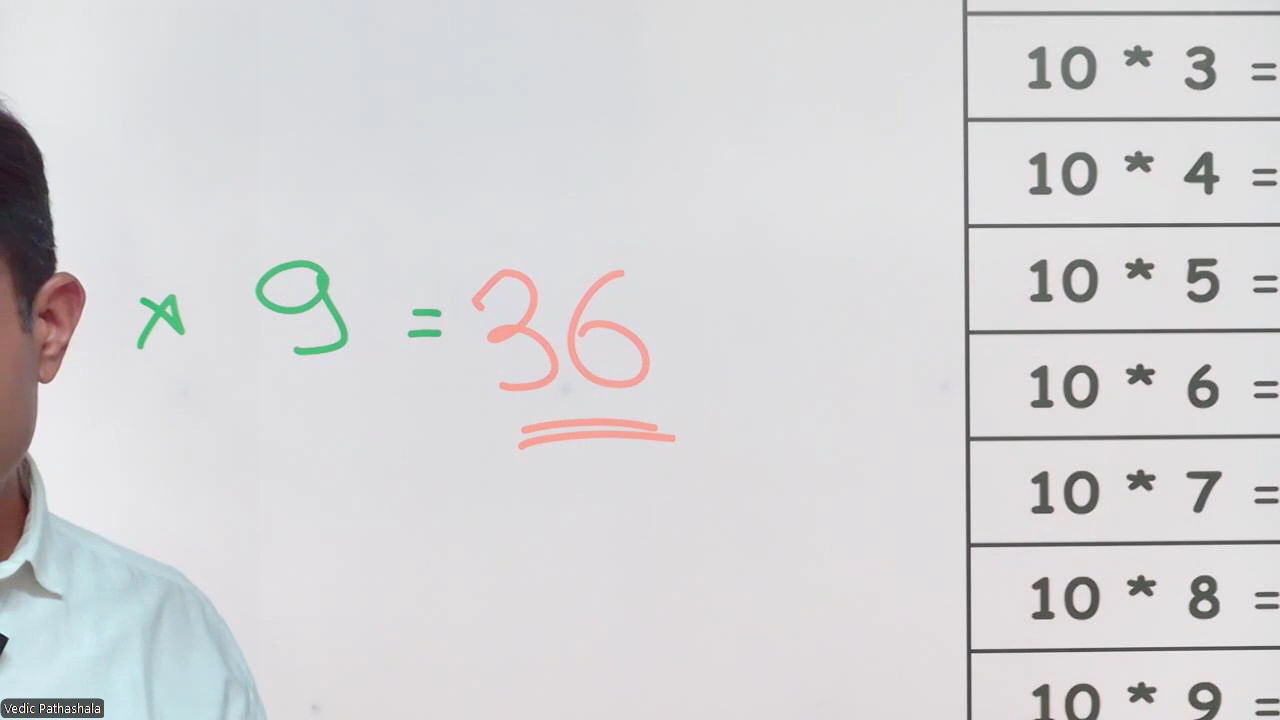 × 9 = 36
10 * 3 =
10 * 4 =
10 * 5 =
10 * 6 =
10 * 7 =
10 * 8 =
10 * 9 =
Vedic Pathashala